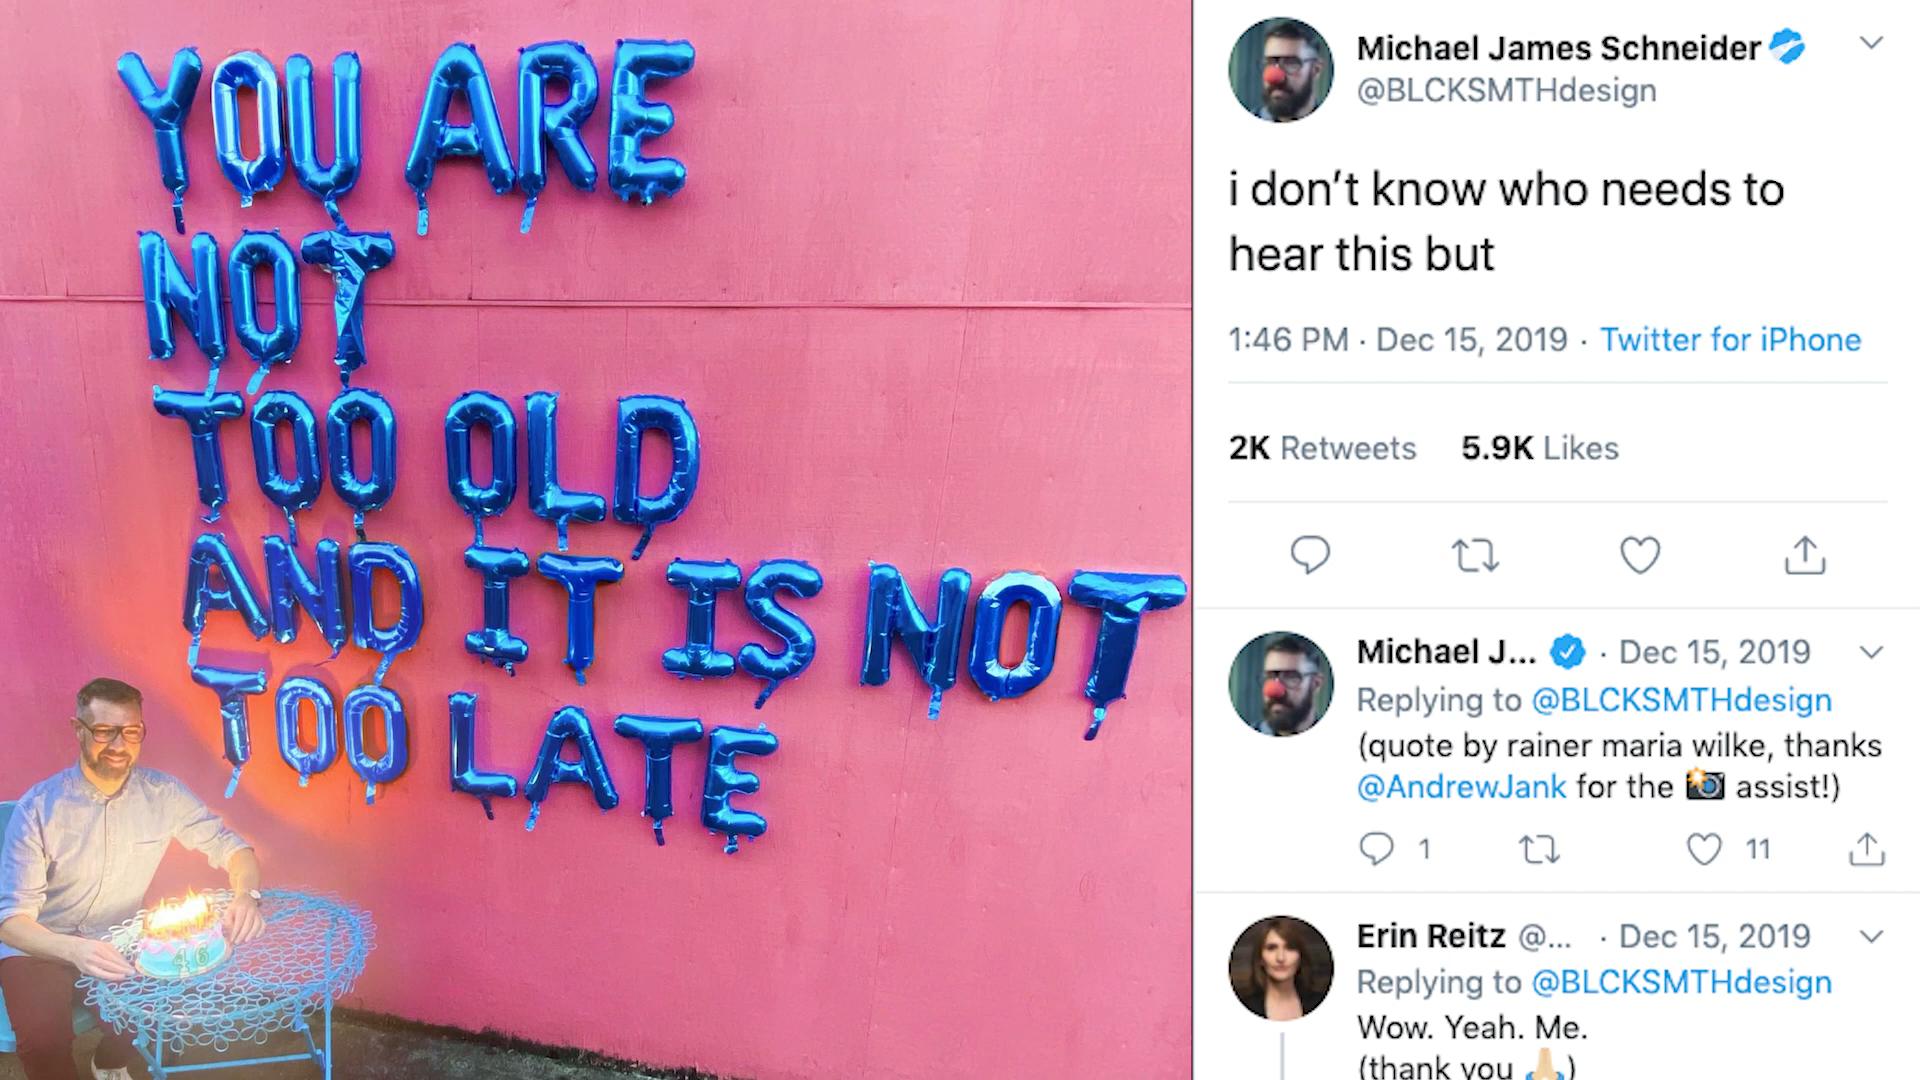 YOU ARE
NOT
TOO OLD
AND IT IS NOT
TOO LATE
46
Michael James Schneider
@BLCKSMTHdesign
i don’t know who needs to
hear this but
1:46 PM · Dec 15, 2019 · Twitter for iPhone
2K Retweets 5.9K Likes
Michael J... · Dec 15, 2019
Replying to @BLCKSMTHdesign
(quote by rainer maria wilke, thanks
@AndrewJank for the 📸 assist!)
1 11
Erin Reitz @... · Dec 15, 2019
Replying to @BLCKSMTHdesign
Wow. Yeah. Me.
(thank you 🙏🏼)